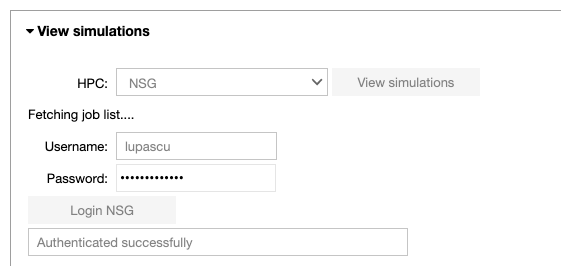 View simulations
HPC: NSG View simulations
Fetching job list....
Username: lupascu
Password: •••••••••••••
Login NSG
Authenticated successfully